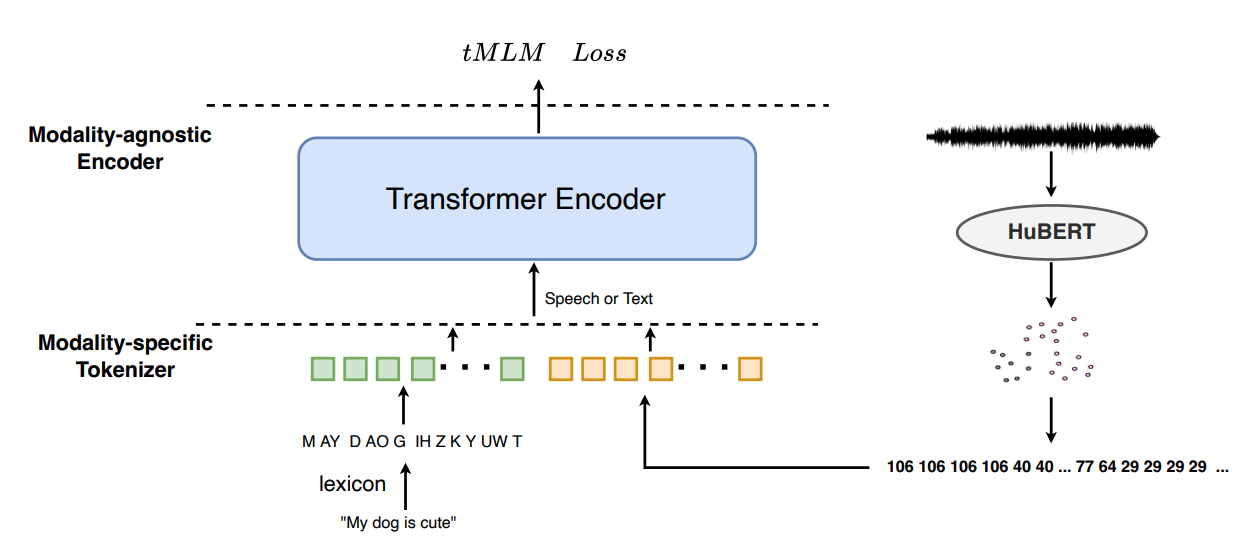 tMLM Loss
Modality-agnostic
Encoder
Transformer Encoder
HuBERT
Speech or Text
Modality-specific
Tokenizer
M AY D AO G IH Z K Y UW T
106 106 106 106 40 40 ... 77 64 29 29 29 29 ...
lexicon
"My dog is cute"